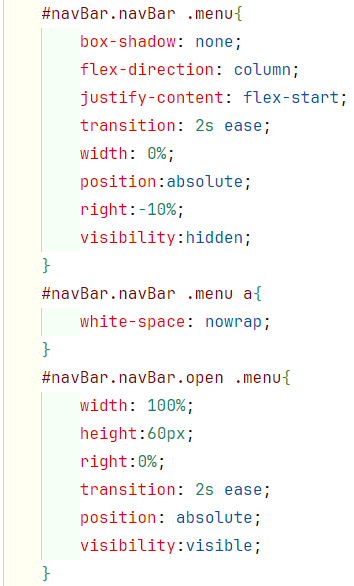 #navBar.navBar .menu{
box-shadow: none;
flex-direction: column;
justify-content: flex-start;
transition: 2s ease;
width: 0%;
position:absolute;
right:-10%;
visibility:hidden;
}
#navBar.navBar .menu a{
white-space: nowrap;
}
#navBar.navBar.open .menu{
width: 100%;
height:60px;
right:0%;
transition: 2s ease;
position: absolute;
visibility:visible;
}